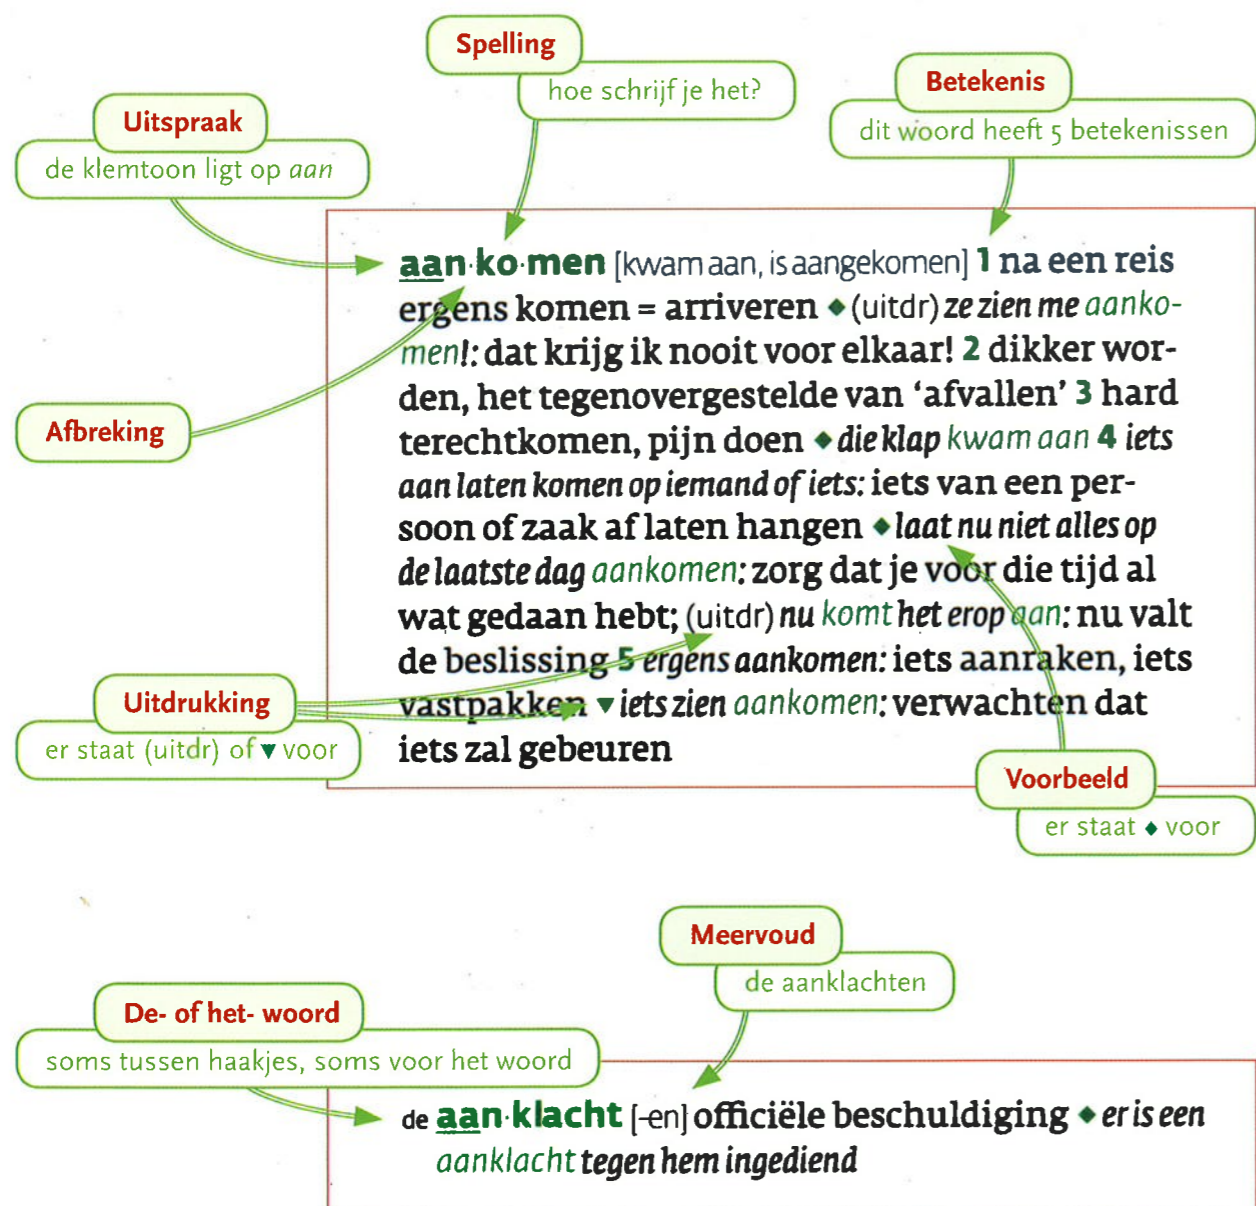 Spelling
hoe schrijf je het?
Betekenis
dit woord heeft 5 betekenissen
Uitspraak
de klemtoon ligt op aan
aan·ko·men [kwam aan, is aangekomen] 1 na een reis
ergens komen = arriveren ◆ (uitdr) ze zien me aanko-
men!: dat krijg ik nooit voor elkaar! 2 dikker wor-
den, het tegenovergestelde van ‘afvallen’ 3 hard
terechtkomen, pijn doen ◆ die klap kwam aan 4 iets
aan laten komen op iemand of iets: iets van een per-
soon of zaak af laten hangen ◆ laat nu niet alles op
de laatste dag aankomen: zorg dat je voor die tijd al
wat gedaan hebt; (uitdr) nu komt het erop aan: nu valt
de beslissing 5 ergens aankomen: iets aanraken, iets
vastpakken ▼ iets zien aankomen: verwachten dat
iets zal gebeuren
Afbreking
Uitdrukking
er staat (uitdr) of ▼ voor
Voorbeeld
er staat ◆ voor
Meervoud
de aanklachten
De- of het- woord
soms tussen haakjes, soms voor het woord
de aan·klacht [-en] officiële beschuldiging ◆ er is een
aanklacht tegen hem ingediend